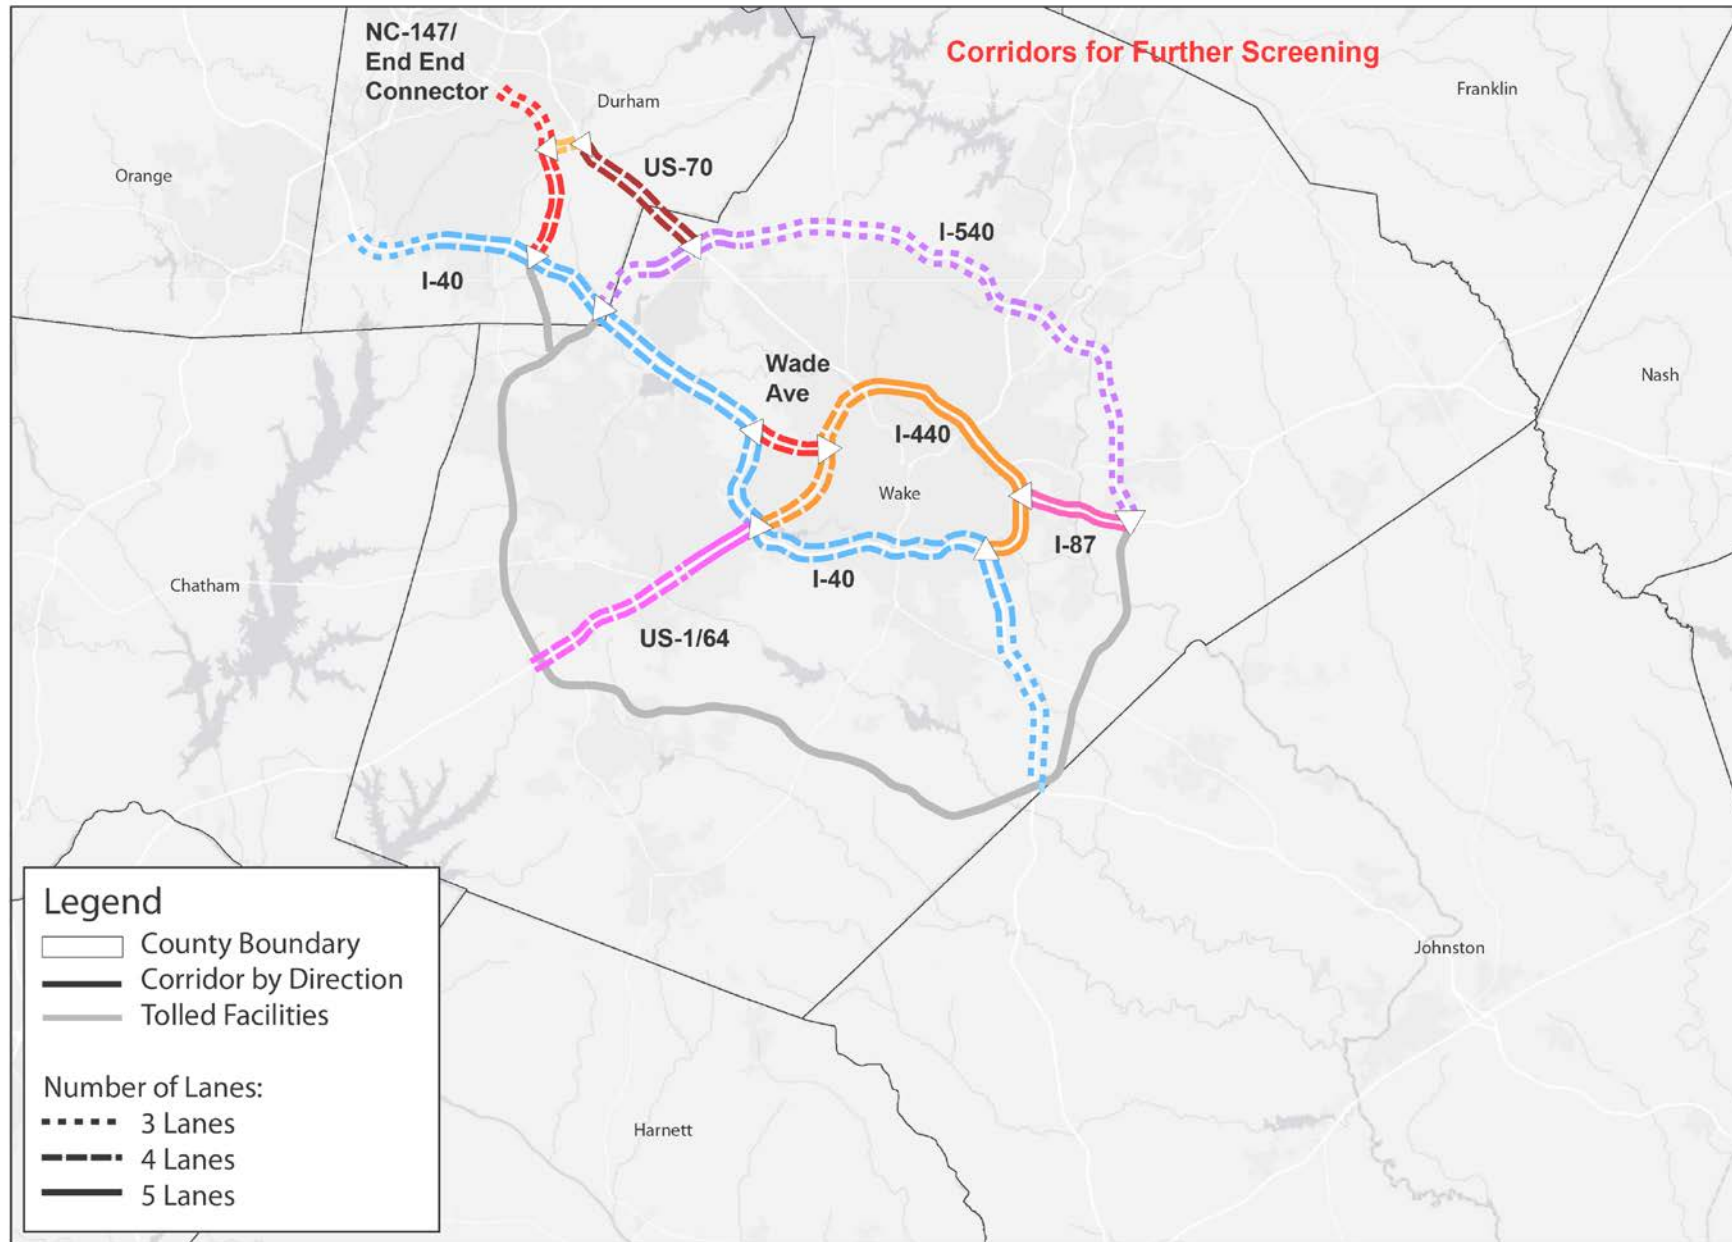 Corridors for Further Screening
NC-147/
End End
Connector
Durham
Franklin
Orange
US-70
I-540
I-40
Wade
Ave
Nash
I-440
Wake
I-87
I-40
Chatham
US-1/64
Legend
County Boundary
Corridor by Direction
Tolled Facilities
Number of Lanes:
3 Lanes
4 Lanes
5 Lanes
Johnston
Harnett